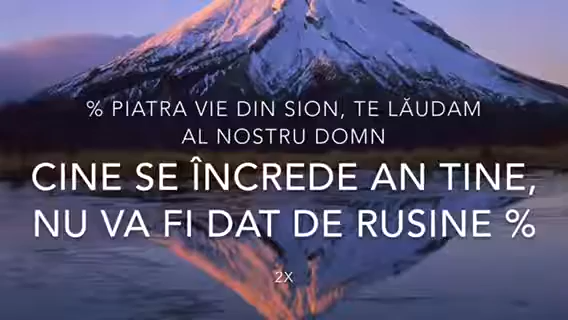 % PIATRA VIE DIN SION, TE LĂUDAM
AL NOSTRU DOMN
CINE SE ÎNCREDE AN TINE,
NU VA FI DAT DE RUSINE %
2X